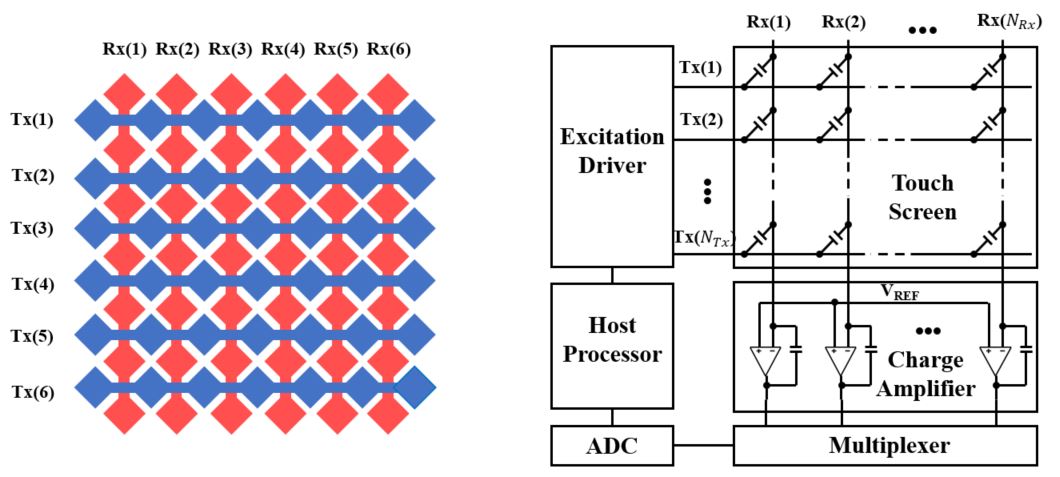 Rx(1) Rx(2) Rx(3) Rx(4) Rx(5) Rx(6)
Tx(1)
Tx(2)
Tx(3)
Tx(4)
Tx(5)
Tx(6)
Rx(1) Rx(2) ••• Rx(N_{Rx})
Tx(1)
Tx(2)
Tx(N_{Tx})
Excitation
Driver
Touch
Screen
Host
Processor
V_{REF}
+ − + − + −
Charge
Amplifier
ADC
Multiplexer